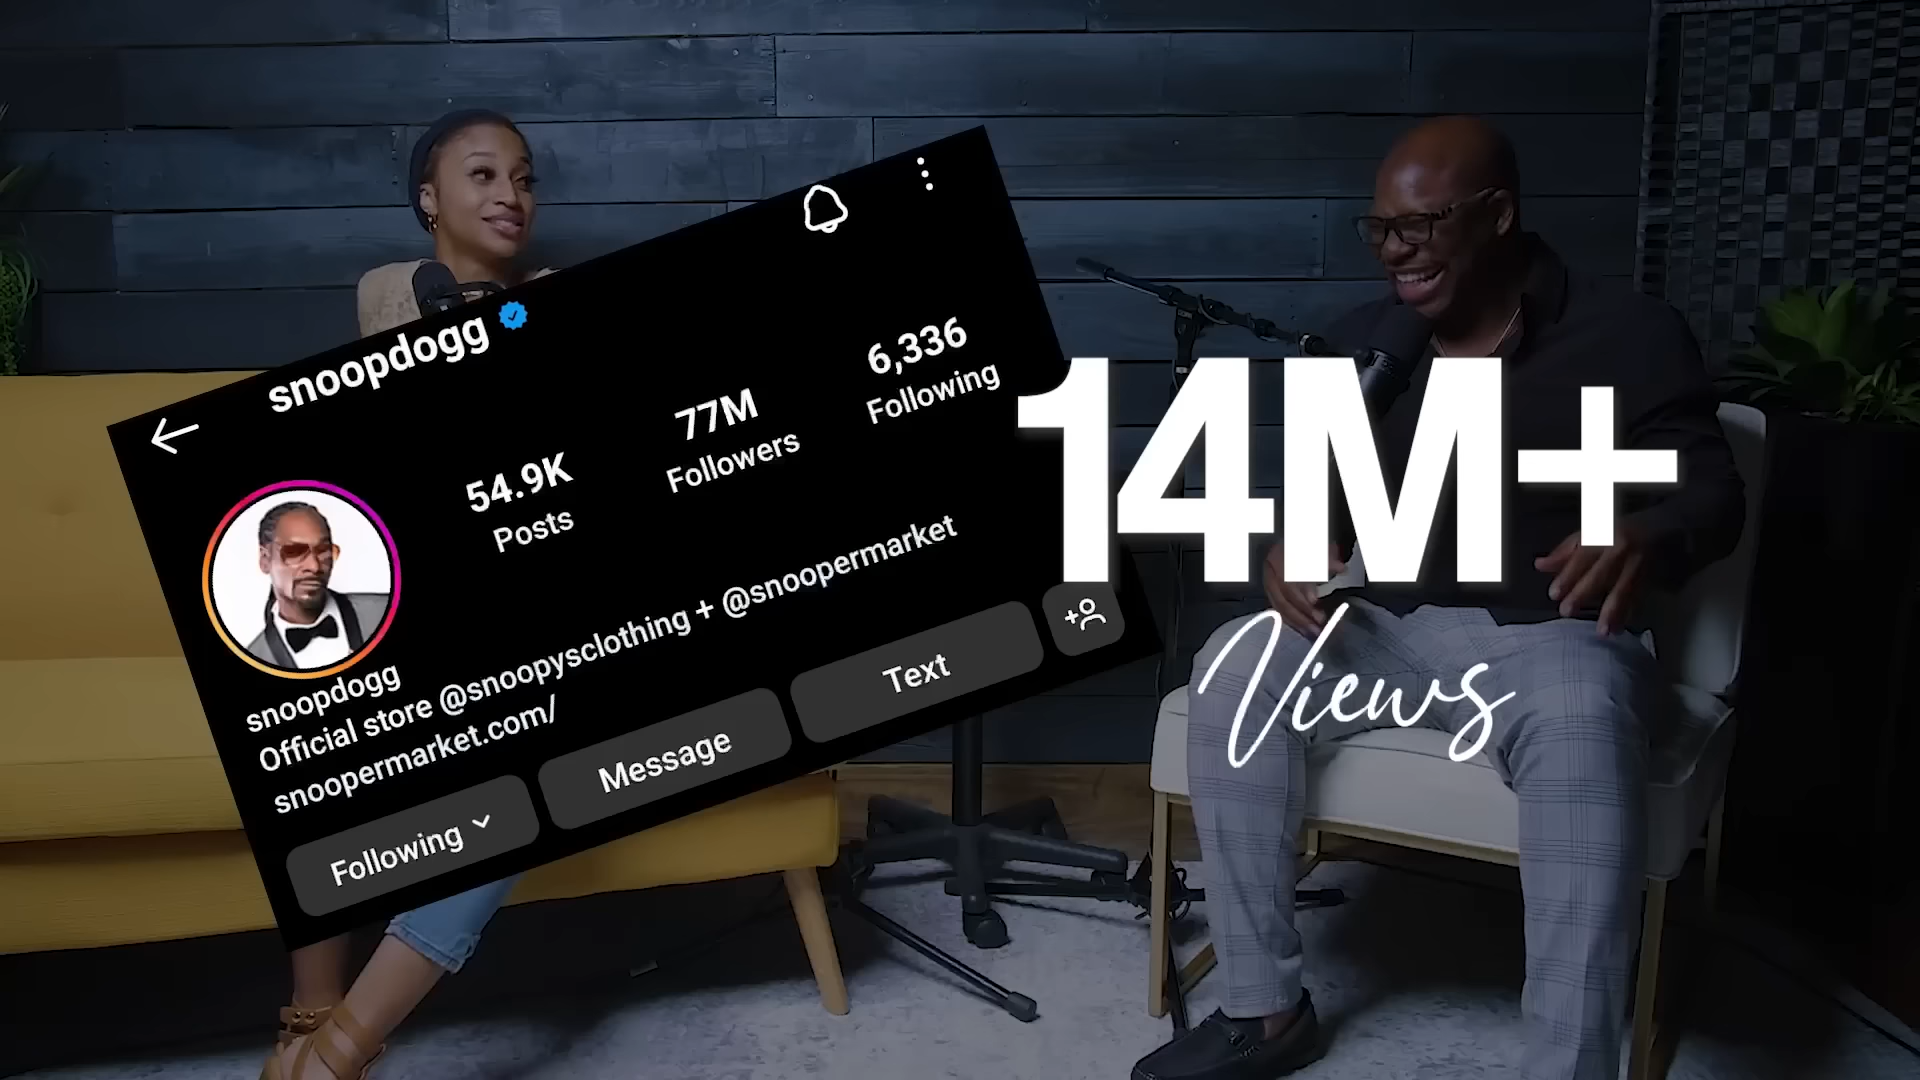 snoopdogg
54.9K
Posts
77M
Followers
6,336
Following
snoopdogg
Official store @snoopysclothing + @snoopermarket
snoopermarket.com/
Following
Message
Text
14M+
Views